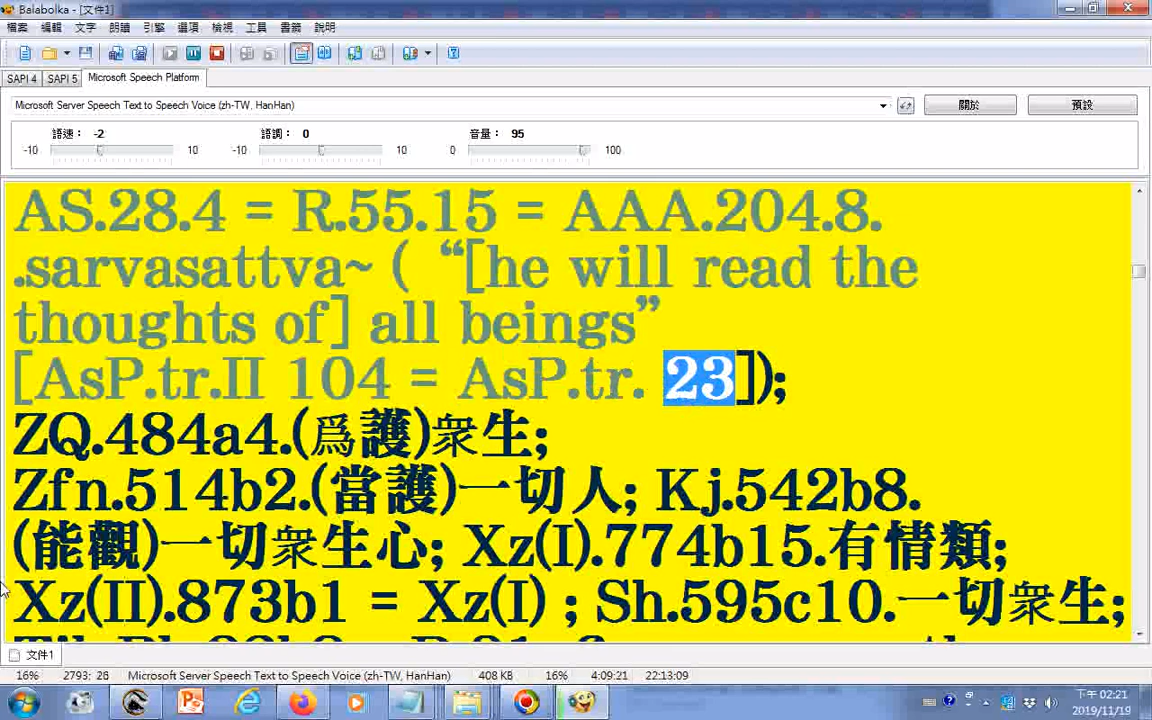 Balabolka - [文件1]
檔案 編輯 文字 朗讀 引擎 選項 檢視 工具 書籤 說明
SAPI 4 SAPI 5 Microsoft Speech Platform
Microsoft Server Speech Text to Speech Voice (zh-TW, HanHan) 關於 預設
語速： -2 語調： 0 音量： 95
-10 10 -10 10 0 100
AS.28.4 = R.55.15 = AAA.204.8.
.sarvasattva~ ( “[he will read the
thoughts of] all beings”
[AsP.tr.II 104 = AsP.tr. 23]);
ZQ.484a4.(爲護)衆生;
Zfn.514b2.(當護)一切人; Kj.542b8.
(能觀)一切衆生心; Xz(I).774b15.有情類;
Xz(II).873b1 = Xz(I) ; Sh.595c10.一切衆生;
文件1
16% 2793: 28 Microsoft Server Speech Text to Speech Voice (zh-TW, HanHan) 408 KB 16% 4:09:21 22:13:09
下午 02:21
2019/11/19